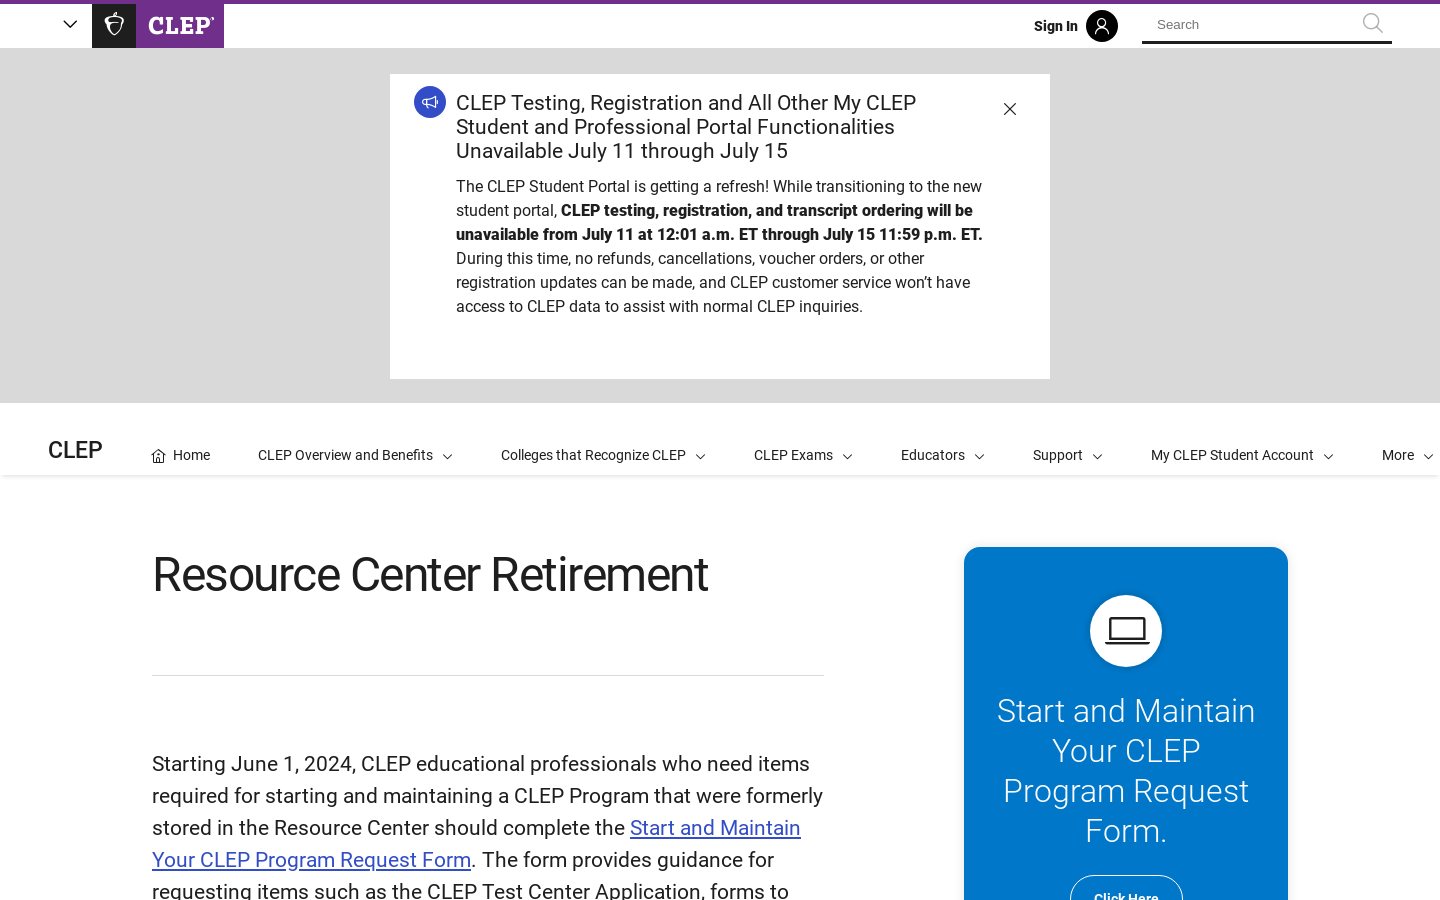 CLEP
Sign In
Search
CLEP Testing, Registration and All Other My CLEP
Student and Professional Portal Functionalities
Unavailable July 11 through July 15
The CLEP Student Portal is getting a refresh! While transitioning to the new
student portal, CLEP testing, registration, and transcript ordering will be
unavailable from July 11 at 12:01 a.m. ET through July 15 11:59 p.m. ET.
During this time, no refunds, cancellations, voucher orders, or other
registration updates can be made, and CLEP customer service won’t have
access to CLEP data to assist with normal CLEP inquiries.
CLEP
Home
CLEP Overview and Benefits
Colleges that Recognize CLEP
CLEP Exams
Educators
Support
My CLEP Student Account
More
Resource Center Retirement
Starting June 1, 2024, CLEP educational professionals who need items
required for starting and maintaining a CLEP Program that were formerly
stored in the Resource Center should complete the Start and Maintain
Your CLEP Program Request Form. The form provides guidance for
requesting items such as the CLEP Test Center Application, forms to
Start and Maintain
Your CLEP
Program Request
Form.
Click Here